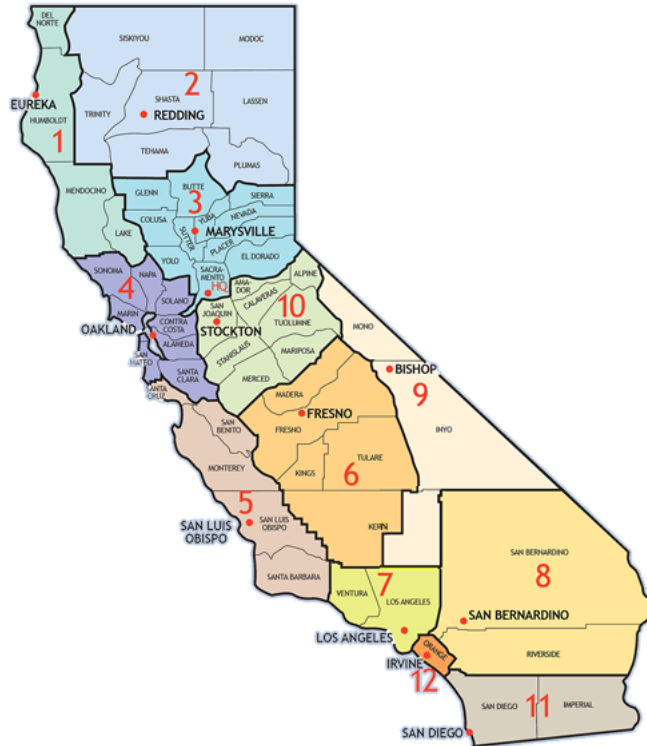 DEL
NORTE
SISKIYOU
MODOC
2
SHASTA
EUREKA
HUMBOLDT
TRINITY
REDDING
LASSEN
1
TEHAMA
PLUMAS
MENDOCINO
GLENN
BUTTE
3
SIERRA
COLUSA
YUBA
NEVADA
LAKE
SUTTER
MARYSVILLE
PLACER
SONOMA
NAPA
YOLO
EL DORADO
4
SACRA-
MENTO
HQ
ALPINE
SOLANO
AMA-
DOR
CALAVERAS
10
MARIN
CONTRA
COSTA
SAN
JOAQUIN
OAKLAND
STOCKTON
TUOLUMNE
MONO
ALAMEDA
SAN
MATEO
STANISLAUS
MARIPOSA
SANTA
CLARA
MERCED
BISHOP
SANTA
CRUZ
MADERA
9
SAN
BENITO
FRESNO
FRESNO
INYO
MONTEREY
KINGS
TULARE
6
5
SAN LUIS
OBISPO
SAN LUIS
OBISPO
KERN
SAN BERNARDINO
SANTA BARBARA
7
8
VENTURA
LOS ANGELES
SAN BERNARDINO
LOS ANGELES
ORANGE
RIVERSIDE
IRVINE
12
SAN DIEGO
11
IMPERIAL
SAN DIEGO